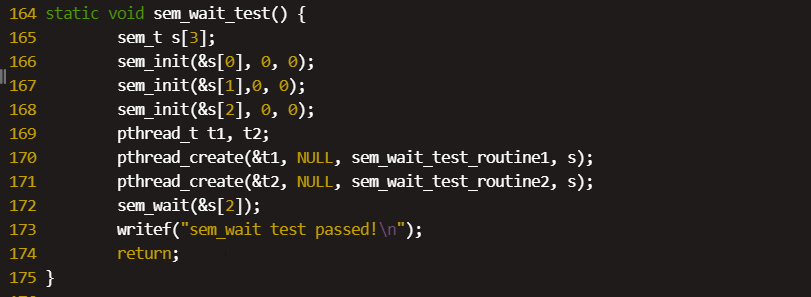 164 static void sem_wait_test() {
165         sem_t s[3];
166         sem_init(&s[0], 0, 0);
167         sem_init(&s[1],0, 0);
168         sem_init(&s[2], 0, 0);
169         pthread_t t1, t2;
170         pthread_create(&t1, NULL, sem_wait_test_routine1, s);
171         pthread_create(&t2, NULL, sem_wait_test_routine2, s);
172         sem_wait(&s[2]);
173         writef("sem_wait test passed!\n");
174         return;
175 }